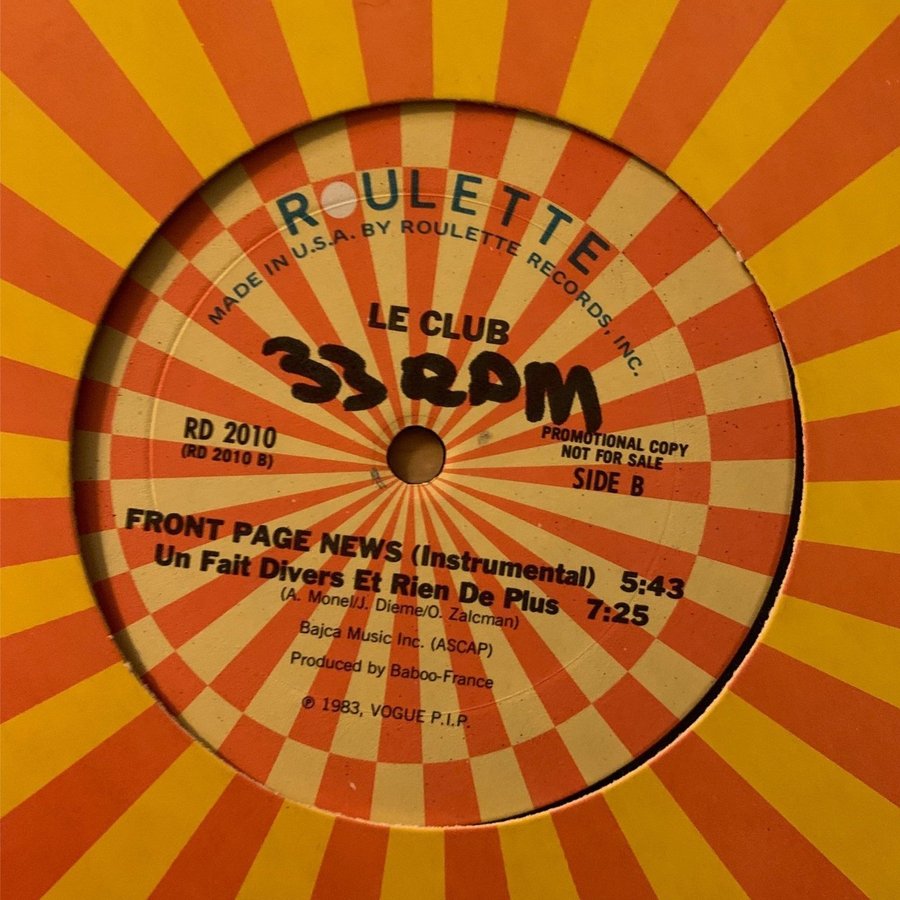 ROULETTE
MADE IN U.S.A. BY ROULETTE RECORDS, INC.
LE CLUB
33 RPM
RD 2010
(RD 2010 B)
PROMOTIONAL COPY
NOT FOR SALE
SIDE B
FRONT PAGE NEWS (Instrumental) 5:43
Un Fait Divers Et Rien De Plus 7:25
(A. Monel/J. Dieme/O. Zalcman)
Bajca Music Inc. (ASCAP)
Produced by Baboo-France
℗ 1983, VOGUE P.I.P.